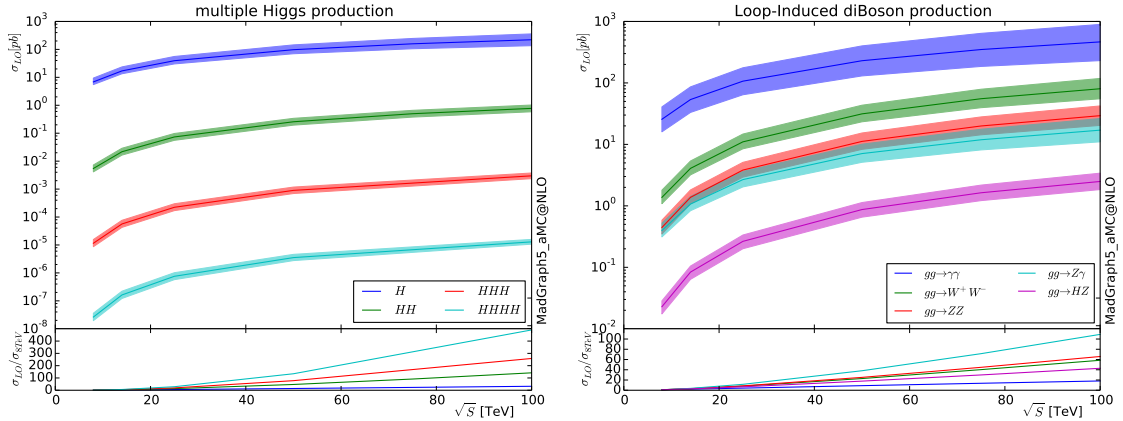 multiple Higgs production
σ_LO[pb]
10^3
10^2
10^1
10^0
10^-1
10^-2
10^-3
10^-4
10^-5
10^-6
10^-7
10^-8
H
HH
HHH
HHHH
MadGraph5_aMC@NLO
σ_LO/σ_8TeV
400
300
200
100
0
0 20 40 60 80 100
√S [TeV]
Loop-Induced diBoson production
σ_LO[pb]
10^3
10^2
10^1
10^0
10^-1
10^-2
gg→γγ
gg→W^+W^-
gg→ZZ
gg→Zγ
gg→HZ
MadGraph5_aMC@NLO
σ_LO/σ_8TeV
100
80
60
40
20
0
0 20 40 60 80 100
√S [TeV]